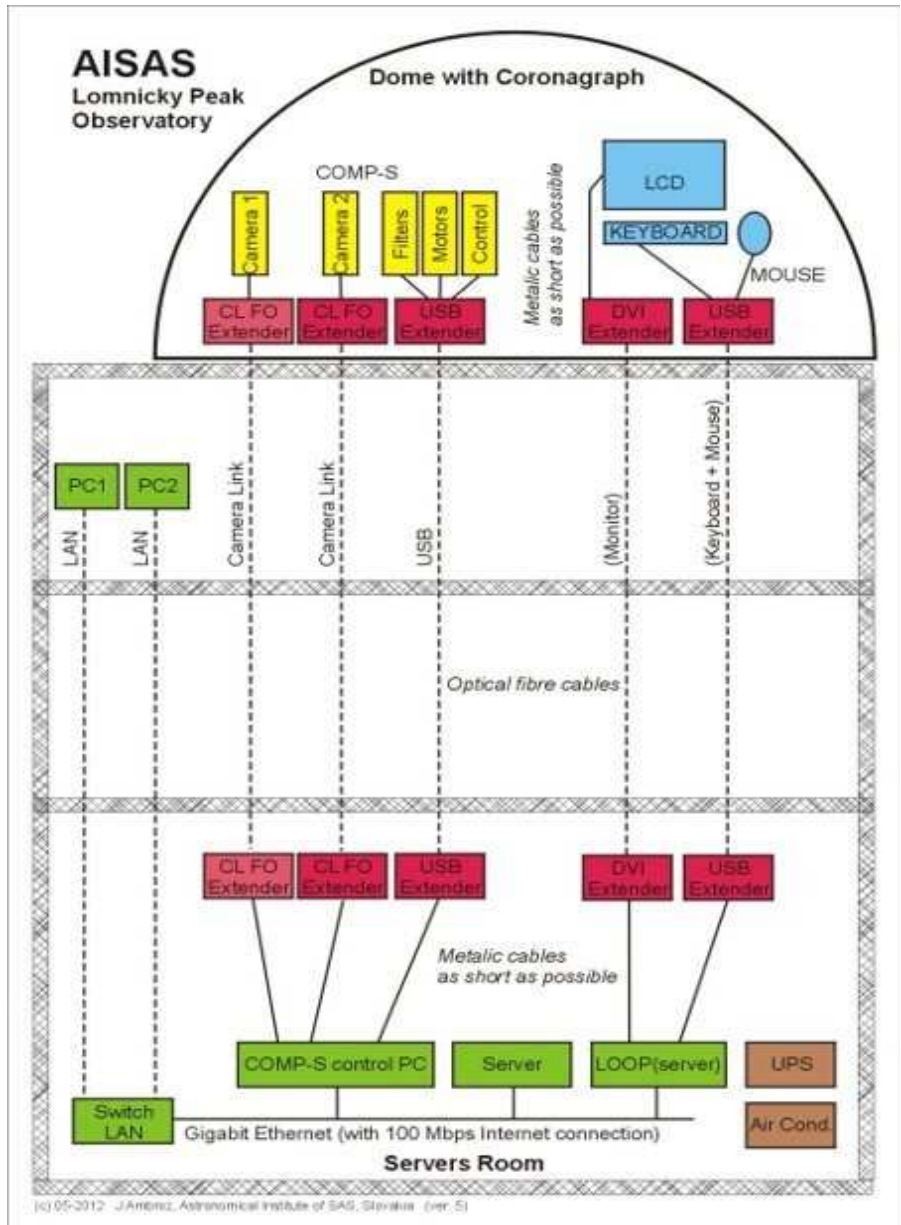 AISAS
Lomnicky Peak
Observatory
Dome with Coronagraph
COMP-S
Camera 1
Camera 2
Filters
Motors
Control
Metalic cables
as short as possible
LCD
KEYBOARD
MOUSE
CL FO
Extender
CL FO
Extender
USB
Extender
DVI
Extender
USB
Extender
PC1
PC2
LAN
LAN
Camera Link
Camera Link
USB
(Monitor)
(Keyboard + Mouse)
Optical fibre cables
CL FO
Extender
CL FO
Extender
USB
Extender
DVI
Extender
USB
Extender
Metalic cables
as short as possible
COMP-S control PC
Server
LOOP(server)
UPS
Switch
LAN
Gigabit Ethernet (with 100 Mbps Internet connection)
Air Cond.
Servers Room
(c) 05-2012 J.Ambroz, Astronomical Institute of SAS, Slovakia (ver. 5)